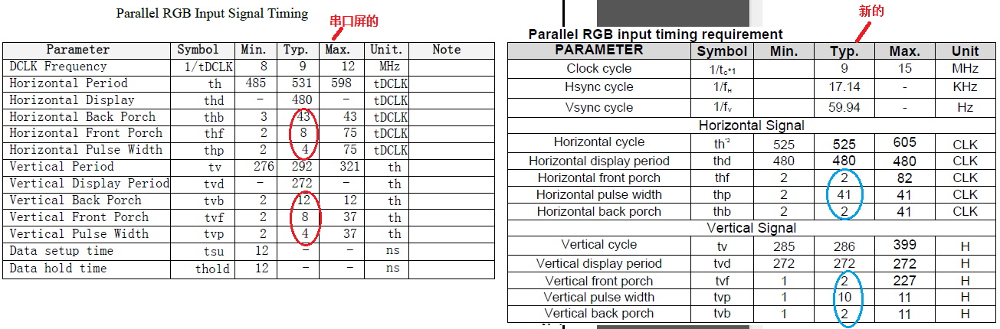 Parallel RGB Input Signal Timing
串口屏的
Parameter Symbol Min. Typ. Max. Unit. Note
DCLK Frequency 1/tDCLK 8 9 12 MHz
Horizontal Period th 485 531 598 tDCLK
Horizontal Display thd - 480 - tDCLK
Horizontal Back Porch thb 3 43 43 tDCLK
Horizontal Front Porch thf 2 8 75 tDCLK
Horizontal Pulse Width thp 2 4 75 tDCLK
Vertical Period tv 276 292 321 th
Vertical Display Period tvd - 272 - th
Vertical Back Porch tvb 2 12 12 th
Vertical Front Porch tvf 2 8 37 th
Vertical Pulse Width tvp 2 4 37 th
Data setup time tsu 12 - - ns
Data hold time thold 12 - - ns
新的
Parallel RGB input timing requirement
PARAMETER Symbol Min. Typ. Max. Unit
Clock cycle 1/tc*1 9 15 MHz
Hsync cycle 1/fH 17.14 - KHz
Vsync cycle 1/fV 59.94 - Hz
Horizontal Signal
Horizontal cycle th*2 525 525 605 CLK
Horizontal display period thd 480 480 480 CLK
Horizontal front porch thf 2 2 82 CLK
Horizontal pulse width thp 2 41 41 CLK
Horizontal back porch thb 2 2 41 CLK
Vertical Signal
Vertical cycle tv 285 286 399 H
Vertical display period tvd 272 272 272 H
Vertical front porch tvf 1 2 227 H
Vertical pulse width tvp 1 10 11 H
Vertical back porch tvb 1 2 11 H